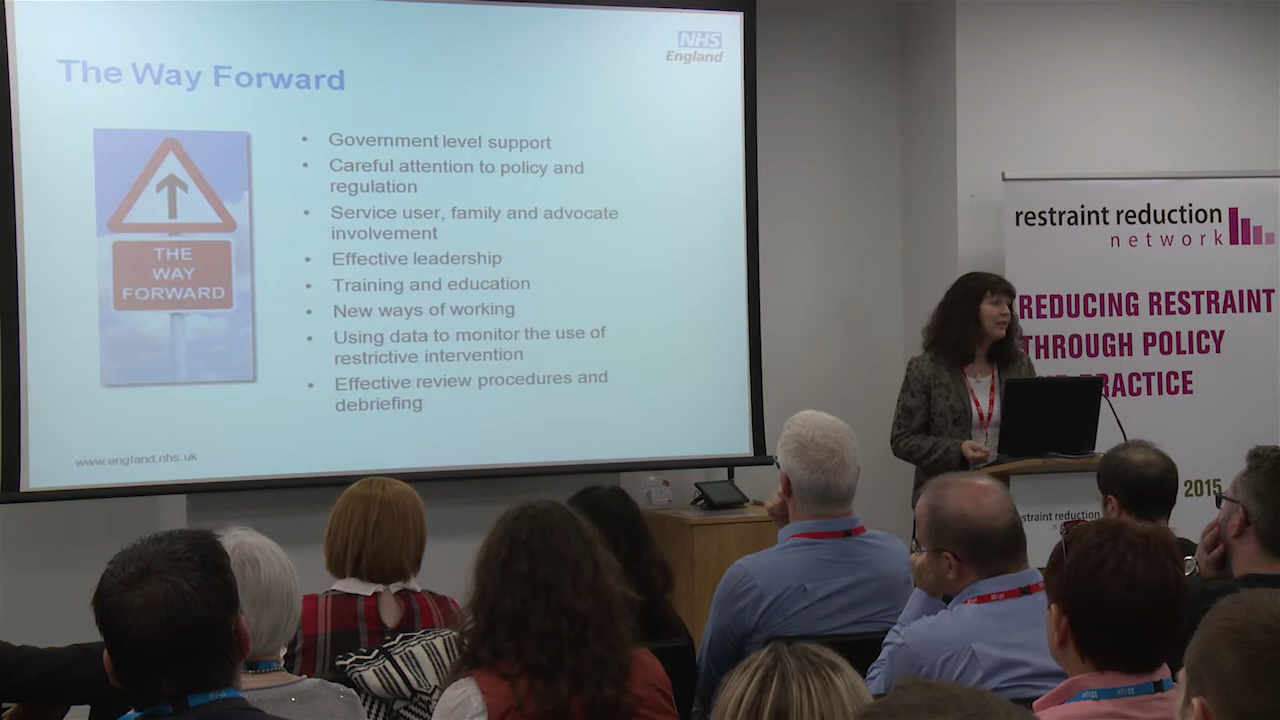 NHS
England
The Way Forward
THE
WAY
FORWARD
• Government level support
• Careful attention to policy and
regulation
• Service user, family and advocate
involvement
• Effective leadership
• Training and education
• New ways of working
• Using data to monitor the use of
restrictive intervention
• Effective review procedures and
debriefing
www.england.nhs.uk
restraint reduction
network
REDUCING RESTRAINT
THROUGH POLICY
PRACTICE
2015
restraint reduction